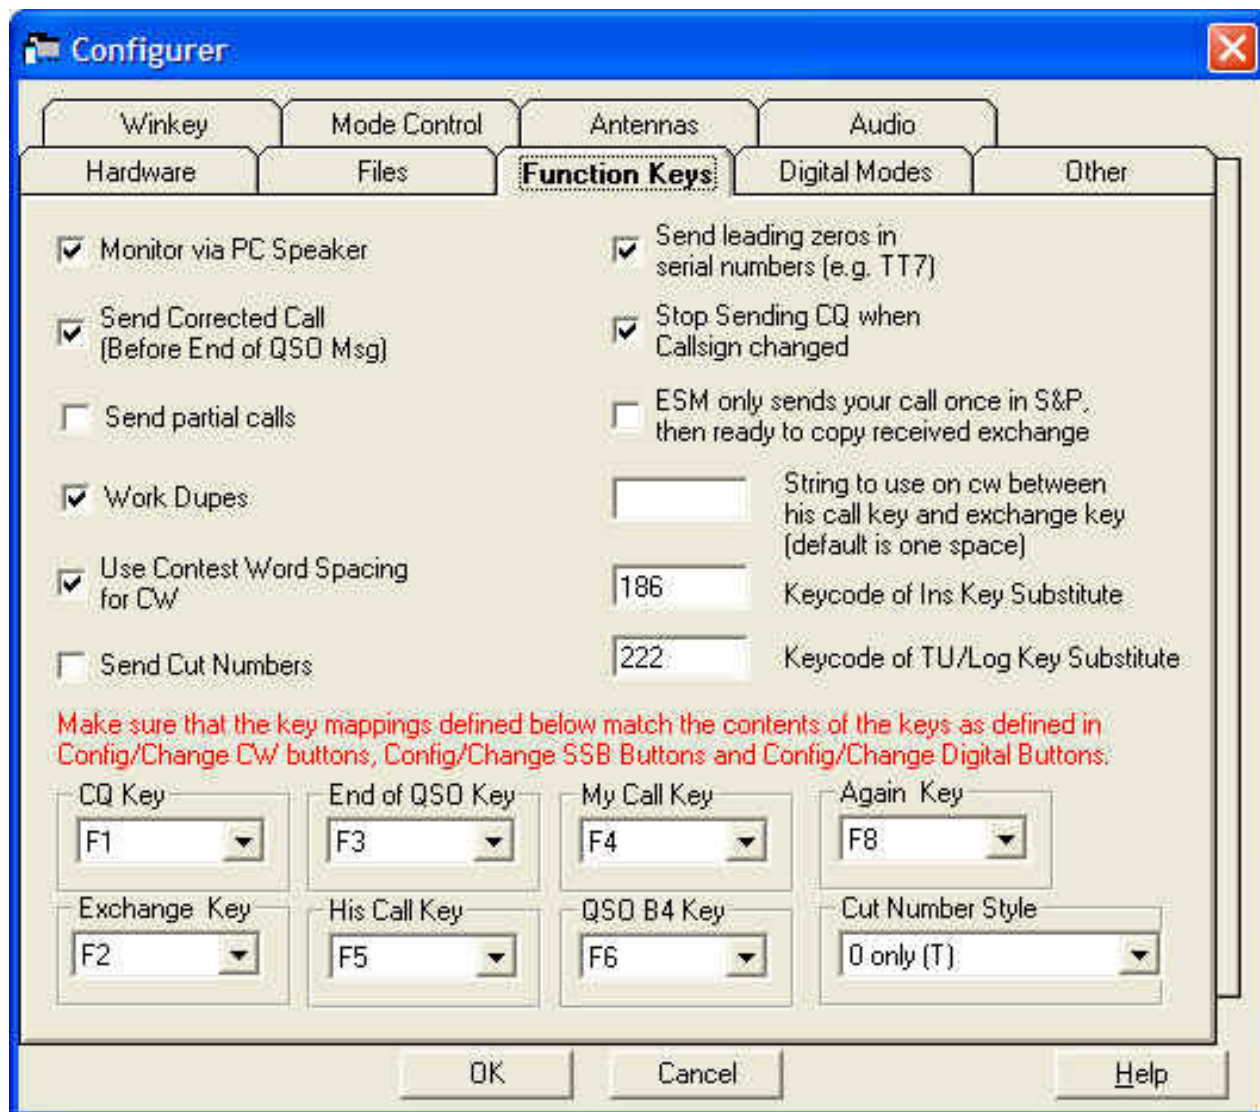 Configurer
Winkey
Mode Control
Antennas
Audio
Hardware
Files
Function Keys
Digital Modes
Other
Monitor via PC Speaker
Send Corrected Call
(Before End of QSO Msg)
Send partial calls
Work Dupes
Use Contest Word Spacing
for CW
Send Cut Numbers
Send leading zeros in
serial numbers (e.g. TT7)
Stop Sending CQ when
Callsign changed
ESM only sends your call once in S&P,
then ready to copy received exchange
String to use on cw between
his call key and exchange key
(default is one space)
186
Keycode of Ins Key Substitute
222
Keycode of TU/Log Key Substitute
Make sure that the key mappings defined below match the contents of the keys as defined in
Config/Change CW buttons, Config/Change SSB Buttons and Config/Change Digital Buttons.
CQ Key
F1
End of QSO Key
F3
My Call Key
F4
Again Key
F8
Exchange Key
F2
His Call Key
F5
QSO B4 Key
F6
Cut Number Style
0 only (T)
OK
Cancel
Help